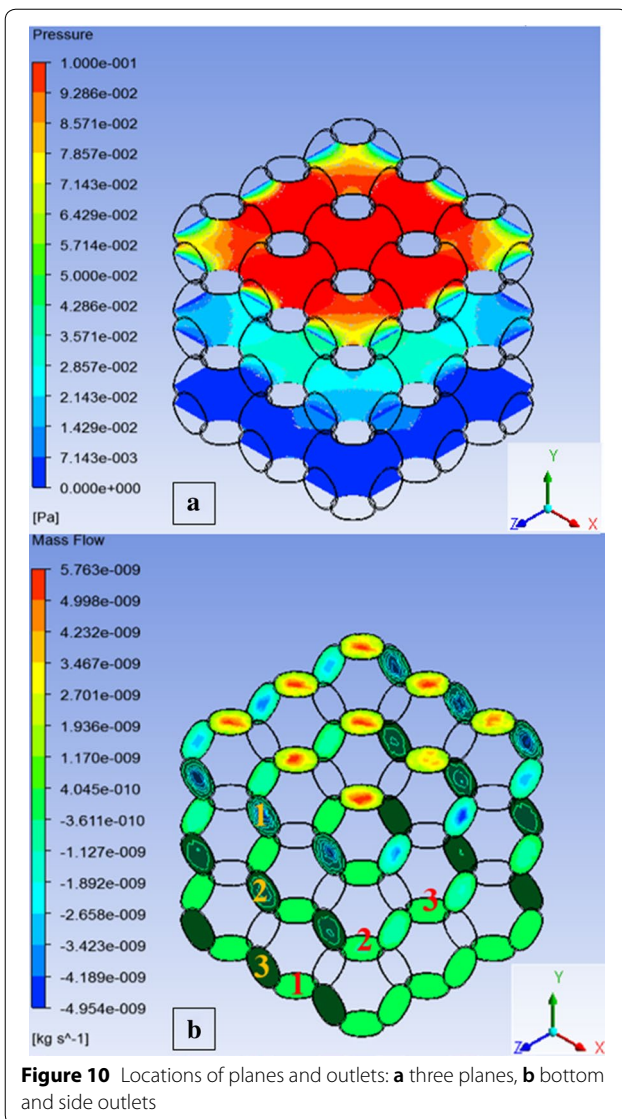 Pressure
1.000e-001
9.286e-002
8.571e-002
7.857e-002
7.143e-002
6.429e-002
5.714e-002
5.000e-002
4.286e-002
3.571e-002
2.857e-002
2.143e-002
1.429e-002
7.143e-003
0.000e+000
[Pa]
a
Y
Z
X
Mass Flow
5.763e-009
4.998e-009
4.232e-009
3.467e-009
2.701e-009
1.936e-009
1.170e-009
4.045e-010
-3.611e-010
-1.127e-009
-1.892e-009
-2.658e-009
-3.423e-009
-4.189e-009
-4.954e-009
[kg s^-1]
1
2
3
3
2
1
b
Y
Z
X
Figure 10 Locations of planes and outlets: a three planes, b bottom
and side outlets